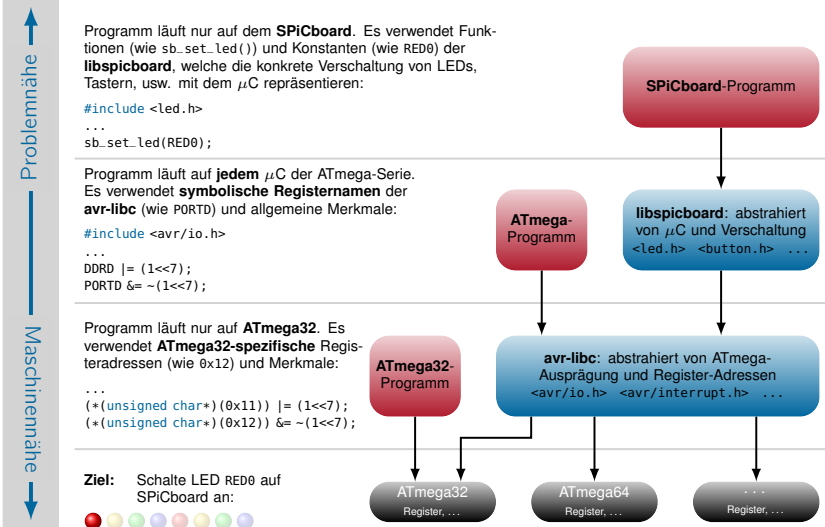 Problemnähe
Maschinennähe
Programm läuft nur auf dem SPiCboard. Es verwendet Funk-
tionen (wie sb_set_led()) und Konstanten (wie RED0) der
libspicboard, welche die konkrete Verschaltung von LEDs,
Tastern, usw. mit dem µC repräsentieren:
#include <led.h>
...
sb_set_led(RED0);
SPiCboard-Programm
Programm läuft auf jedem µC der ATmega-Serie.
Es verwendet symbolische Registernamen der
avr-libc (wie PORTD) und allgemeine Merkmale:
#include <avr/io.h>
...
DDRD |= (1<<7);
PORTD &= ~(1<<7);
ATmega-
Programm
libspicboard: abstrahiert
von µC und Verschaltung
<led.h> <button.h> ...
Programm läuft nur auf ATmega32. Es
verwendet ATmega32-spezifische Regis-
teradressen (wie 0x12) und Merkmale:
...
(*(unsigned char*)(0x11)) |= (1<<7);
(*(unsigned char*)(0x12)) &= ~(1<<7);
ATmega32-
Programm
avr-libc: abstrahiert von ATmega-
Ausprägung und Register-Adressen
<avr/io.h> <avr/interrupt.h> ...
Ziel: Schalte LED RED0 auf
SPiCboard an:
ATmega32
Register, ...
ATmega64
Register, ...
...
Register, ...